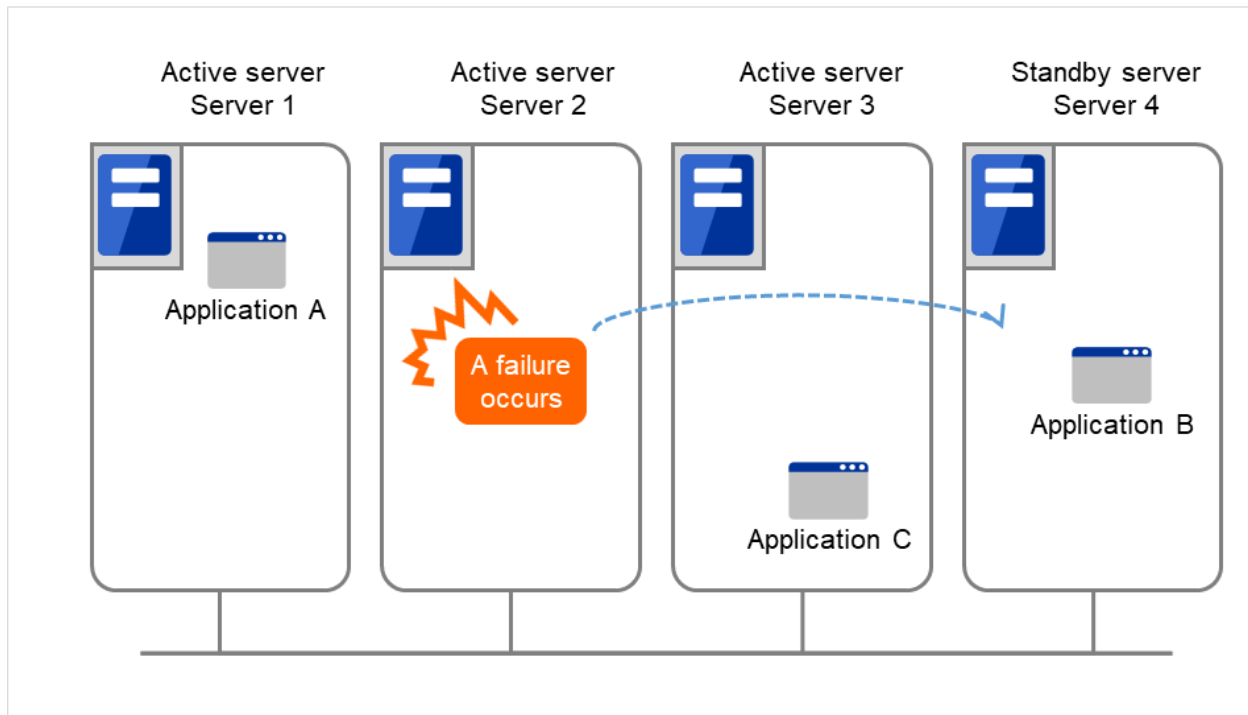 Active server
Server 1
Active server
Server 2
Active server
Server 3
Standby server
Server 4
Application A
A failure
occurs
Application B
Application C